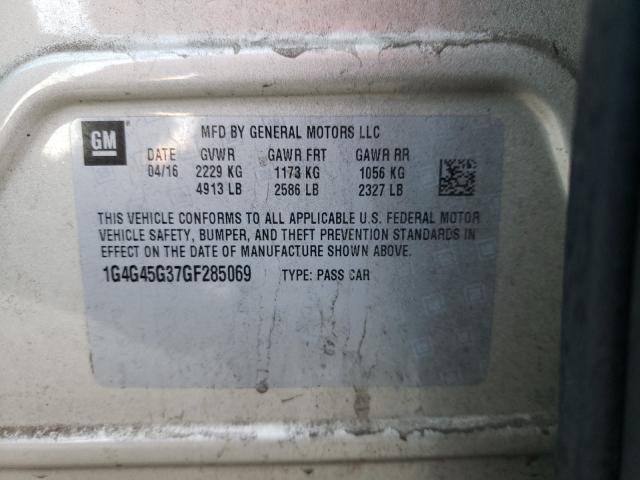 GM
MFD BY GENERAL MOTORS LLC
DATE GVWR GAWR FRT GAWR RR
04/16 2229 KG 1173 KG 1056 KG
4913 LB 2586 LB 2327 LB
THIS VEHICLE CONFORMS TO ALL APPLICABLE U.S. FEDERAL MOTOR
VEHICLE SAFETY, BUMPER, AND THEFT PREVENTION STANDARDS IN
EFFECT ON THE DATE OF MANUFACTURE SHOWN ABOVE.
1G4G45G37GF285069 TYPE: PASS CAR